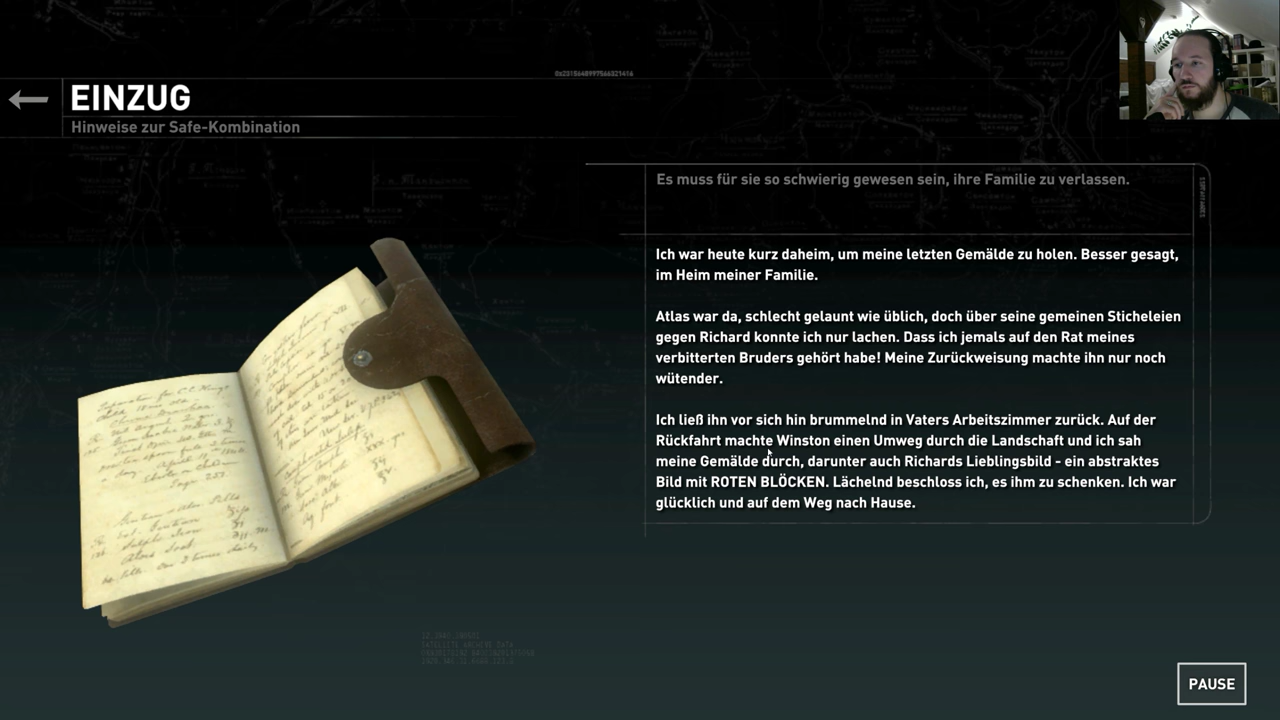 EINZUG
Hinweise zur Safe-Kombination
Es muss für sie so schwierig gewesen sein, ihre Familie zu verlassen.
Ich war heute kurz daheim, um meine letzten Gemälde zu holen. Besser gesagt,
im Heim meiner Familie.
Atlas war da, schlecht gelaunt wie üblich, doch über seine gemeinen Sticheleien
gegen Richard konnte ich nur lachen. Dass ich jemals auf den Rat meines
verbitterten Bruders gehört habe! Meine Zurückweisung machte ihn nur noch
wütender.
Ich ließ ihn vor sich hin brummelnd in Vaters Arbeitszimmer zurück. Auf der
Rückfahrt machte Winston einen Umweg durch die Landschaft und ich sah
meine Gemälde durch, darunter auch Richards Lieblingsbild - ein abstraktes
Bild mit ROTEN BLÖCKEN. Lächelnd beschloss ich, es ihm zu schenken. Ich war
glücklich und auf dem Weg nach Hause.
PAUSE